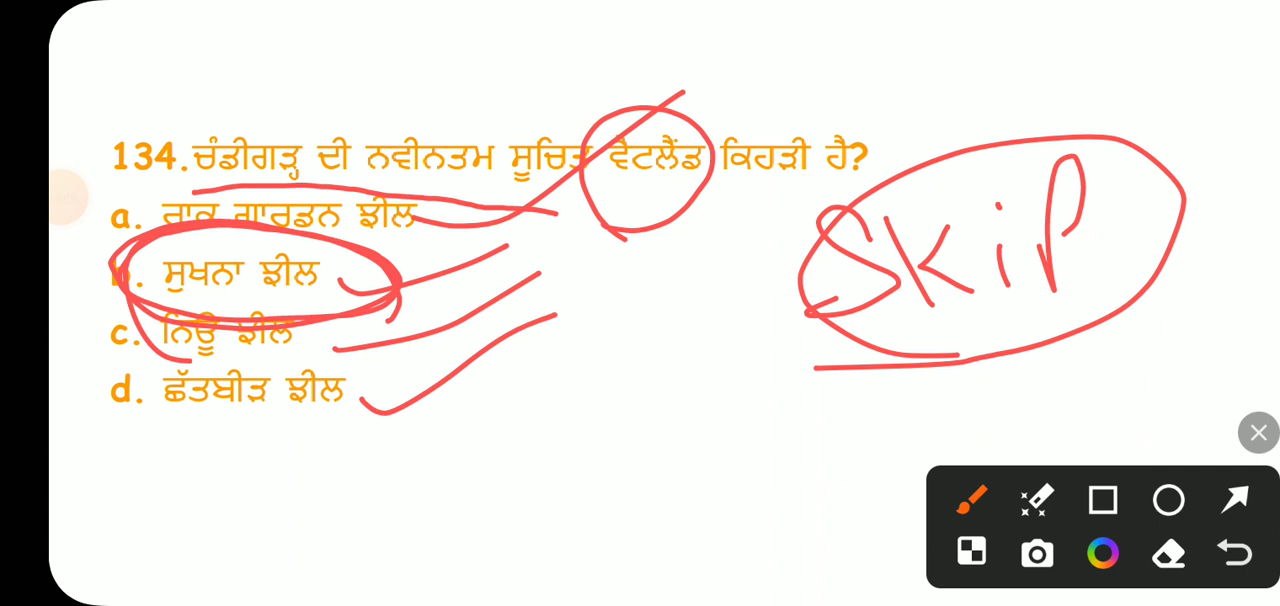 134.ਚੰਡੀਗੜ੍ਹ ਦੀ ਨਵੀਨਤਮ ਸੂਚਿਤ ਵੈਟਲੈਂਡ ਕਿਹੜੀ ਹੈ?
a. ਰਾਕ ਗਾਰਡਨ ਝੀਲ
b. ਸੁਖਨਾ ਝੀਲ
c. ਨਿਊ ਝੀਲ
d. ਛੱਤਬੀੜ ਝੀਲ
SKiP